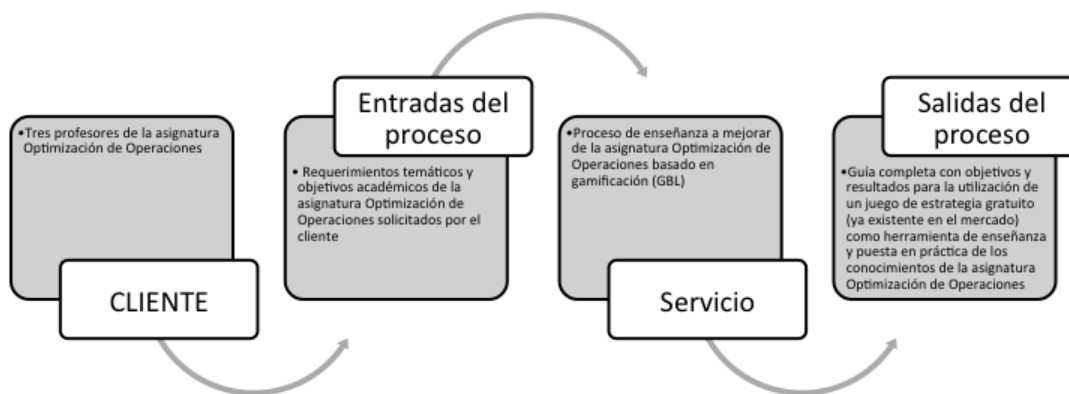 •Tres profesores de la asignatura
Optimización de Operaciones
CLIENTE
Entradas del
proceso
• Requerimientos temáticos y
objetivos académicos de la
asignatura Optimización de
Operaciones solicitados por el
cliente
•Proceso de enseñanza a mejorar
de la asignatura Optimización de
Operaciones basado en
gamificación (GBL)
Servicio
Salidas del
proceso
•Guía completa con objetivos y
resultados para la utilización de
un juego de estrategia gratuito
(ya existente en el mercado)
como herramienta de enseñanza
y puesta en práctica de los
conocimientos de la asignatura
Optimización de Operaciones